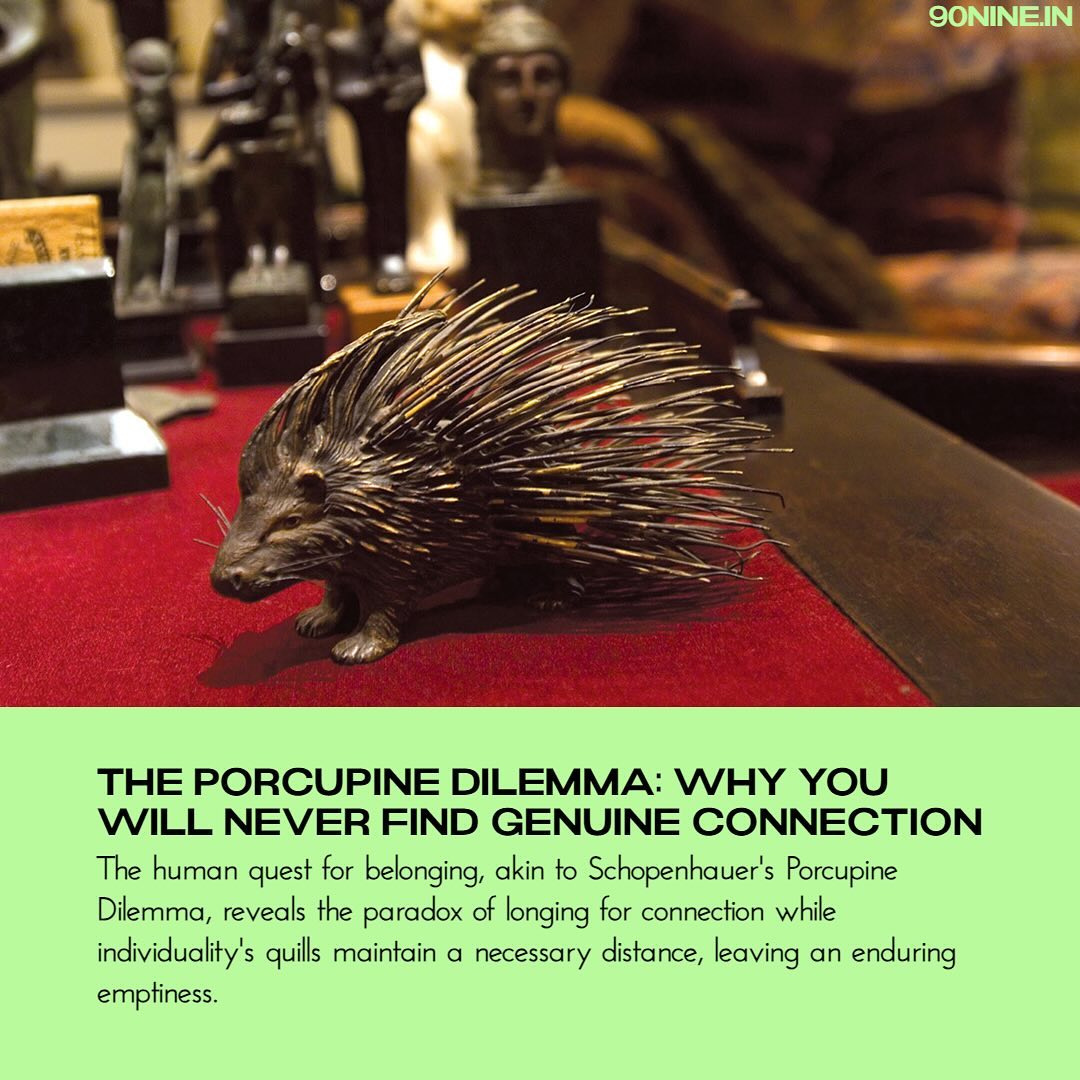 90NINE.IN
THE PORCUPINE DILEMMA: WHY YOU
WILL NEVER FIND GENUINE CONNECTION
The human quest for belonging, akin to Schopenhauer's Porcupine
Dilemma, reveals the paradox of longing for connection while
individuality's quills maintain a necessary distance, leaving an enduring
emptiness.